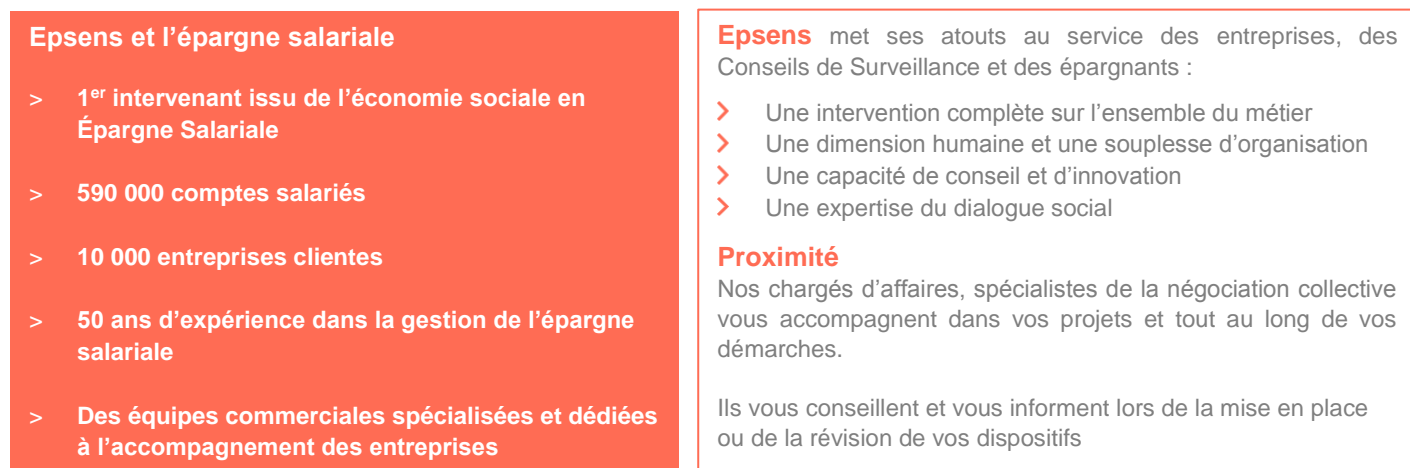 Epsens et l’épargne salariale
> 1er intervenant issu de l’économie sociale en
Épargne Salariale
> 590 000 comptes salariés
> 10 000 entreprises clientes
> 50 ans d’expérience dans la gestion de l’épargne
salariale
> Des équipes commerciales spécialisées et dédiées
à l’accompagnement des entreprises
Epsens met ses atouts au service des entreprises, des
Conseils de Surveillance et des épargnants :
> Une intervention complète sur l’ensemble du métier
> Une dimension humaine et une souplesse d’organisation
> Une capacité de conseil et d’innovation
> Une expertise du dialogue social
Proximité
Nos chargés d’affaires, spécialistes de la négociation collective
vous accompagnent dans vos projets et tout au long de vos
démarches.
Ils vous conseillent et vous informent lors de la mise en place
ou de la révision de vos dispositifs